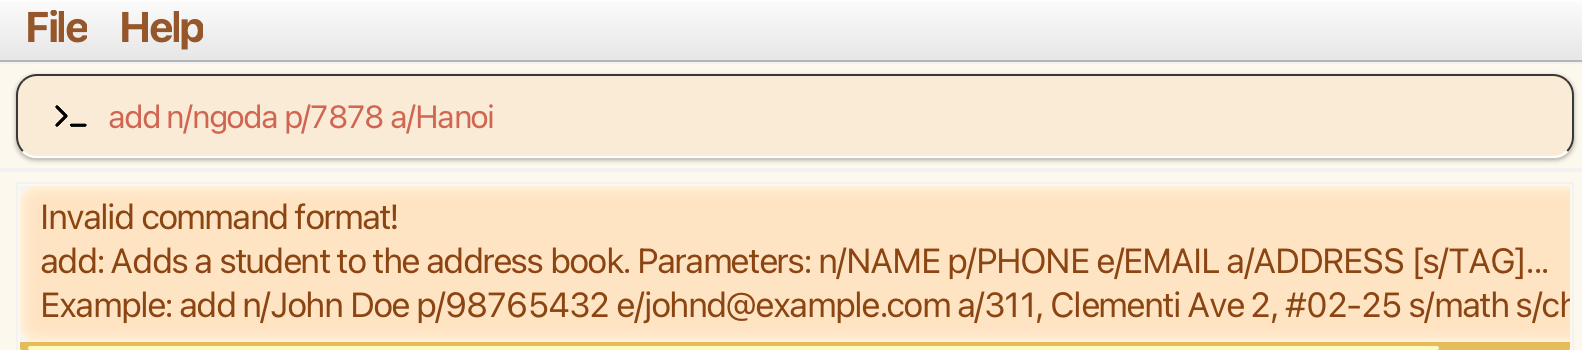 File Help
>_ add n/ngoda p/7878 a/Hanoi
Invalid command format!
add: Adds a student to the address book. Parameters: n/NAME p/PHONE e/EMAIL a/ADDRESS [s/TAG]...
Example: add n/John Doe p/98765432 e/johnd@example.com a/311, Clementi Ave 2, #02-25 s/math s/ch